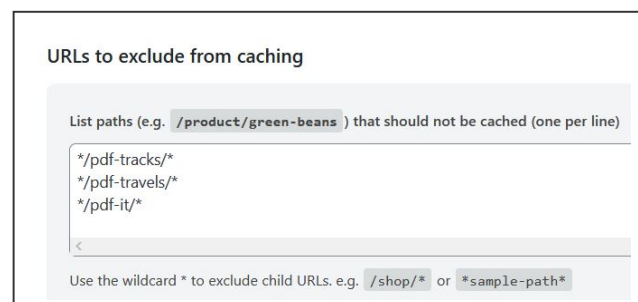 URLs to exclude from caching
List paths (e.g. /product/green-beans ) that should not be cached (one per line)
*/pdf-tracks/*
*/pdf-travels/*
*/pdf-it/*
Use the wildcard * to exclude child URLs. e.g. /shop/* or *sample-path*